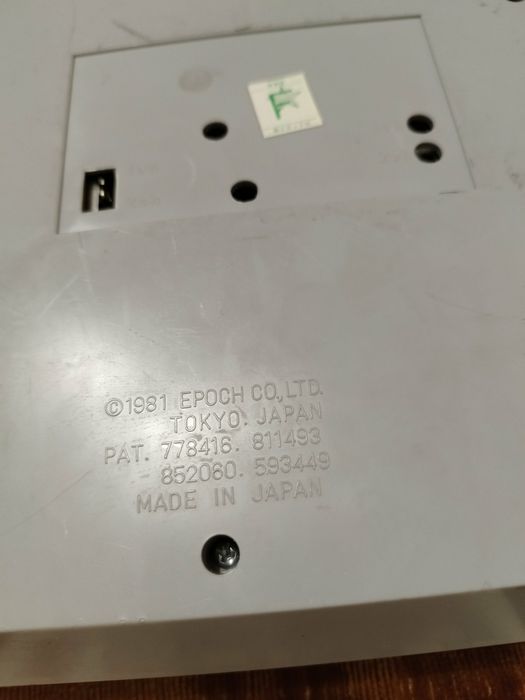 ©1981 EPOCH CO.,LTD.
TOKYO. JAPAN
PAT. 778416. 811493
852060. 593449
MADE IN JAPAN